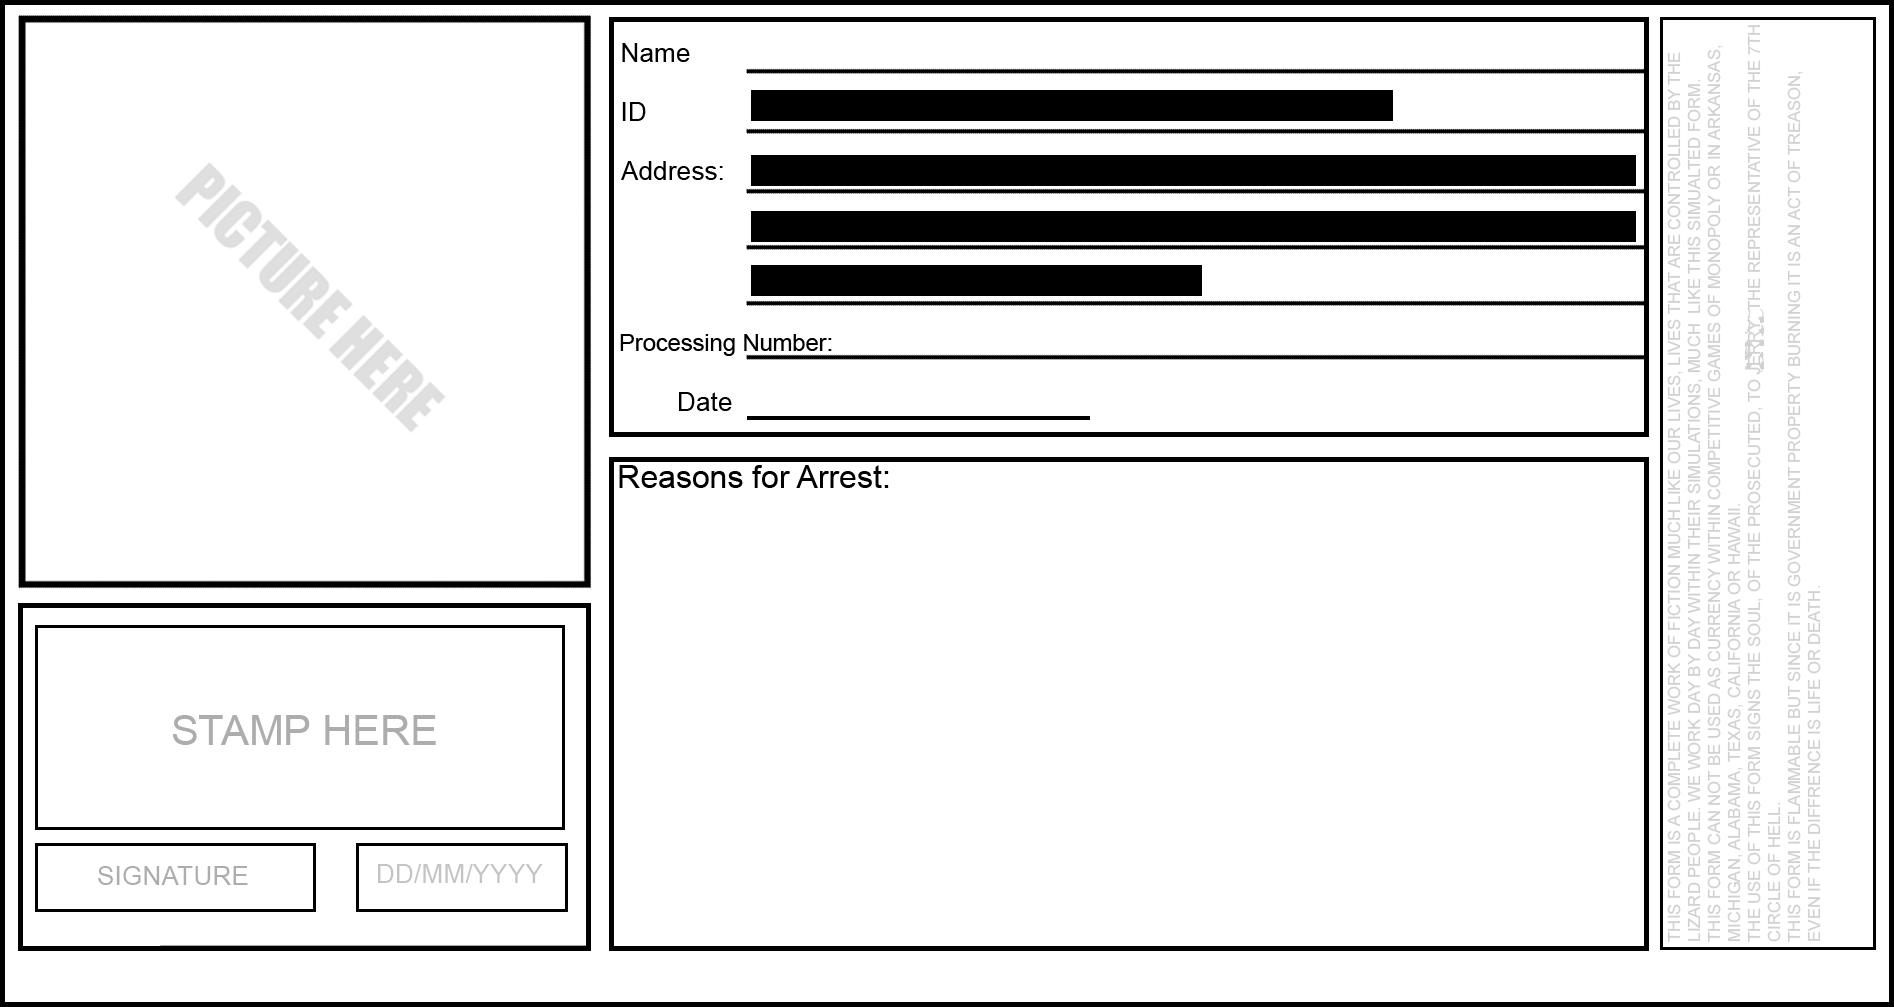 PICTURE HERE
Name
ID
Address:
Processing Number:
Date
Reasons for Arrest:
STAMP HERE
SIGNATURE
DD/MM/YYYY
THIS FORM IS A COMPLETE WORK OF FICTION MUCH LIKE OUR LIVES, LIVES THAT ARE CONTROLLED BY THE
LIZARD PEOPLE. WE WORK DAY BY DAY WITHIN THEIR SIMULATIONS, MUCH LIKE THIS SIMUALTED FORM.
THIS FORM CAN NOT BE USED AS CURRENCY WITHIN COMPETITIVE GAMES OF MONOPOLY OR IN ARKANSAS,
MICHIGAN, ALABAMA, TEXAS, CALIFORNIA OR HAWAII.
THE USE OF THIS FORM SIGNS THE SOUL, OF THE PROSECUTED, TO JERRY, THE REPRESENTATIVE OF THE 7TH
CIRCLE OF HELL.
THIS FORM IS FLAMMABLE BUT SINCE IT IS GOVERNMENT PROPERTY BURNING IT IS AN ACT OF TREASON,
EVEN IF THE DIFFRENCE IS LIFE OR DEATH.